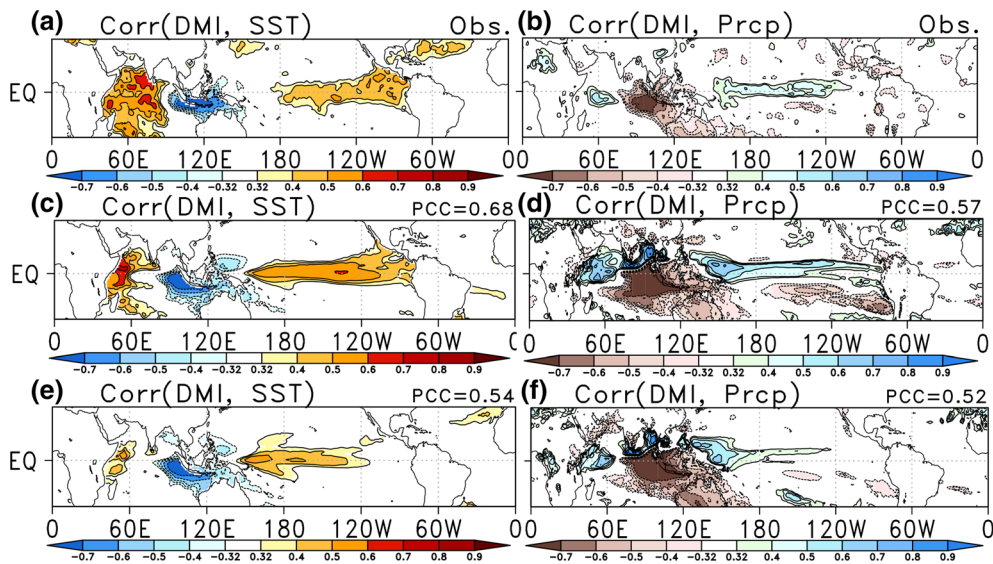 (a) Corr(DMI, SST) Obs.
(b) Corr(DMI, Prcp) Obs.
EQ
0 60E 120E 180 120W 60W 0
0 60E 120E 180 120W 60W 0
-0.7 -0.6 -0.5 -0.4 -0.32 0.32 0.4 0.5 0.6 0.7 0.8 0.9
-0.7 -0.6 -0.5 -0.4 -0.32 0.32 0.4 0.5 0.6 0.7 0.8 0.9
(c) Corr(DMI, SST) PCC=0.68
(d) Corr(DMI, Prcp) PCC=0.57
EQ
0 60E 120E 180 120W 60W 0
0 60E 120E 180 120W 60W 0
-0.7 -0.6 -0.5 -0.4 -0.32 0.32 0.4 0.5 0.6 0.7 0.8 0.9
-0.7 -0.6 -0.5 -0.4 -0.32 0.32 0.4 0.5 0.6 0.7 0.8 0.9
(e) Corr(DMI, SST) PCC=0.54
(f) Corr(DMI, Prcp) PCC=0.52
EQ
0 60E 120E 180 120W 60W 0
0 60E 120E 180 120W 60W 0
-0.7 -0.6 -0.5 -0.4 -0.32 0.32 0.4 0.5 0.6 0.7 0.8 0.9
-0.7 -0.6 -0.5 -0.4 -0.32 0.32 0.4 0.5 0.6 0.7 0.8 0.9